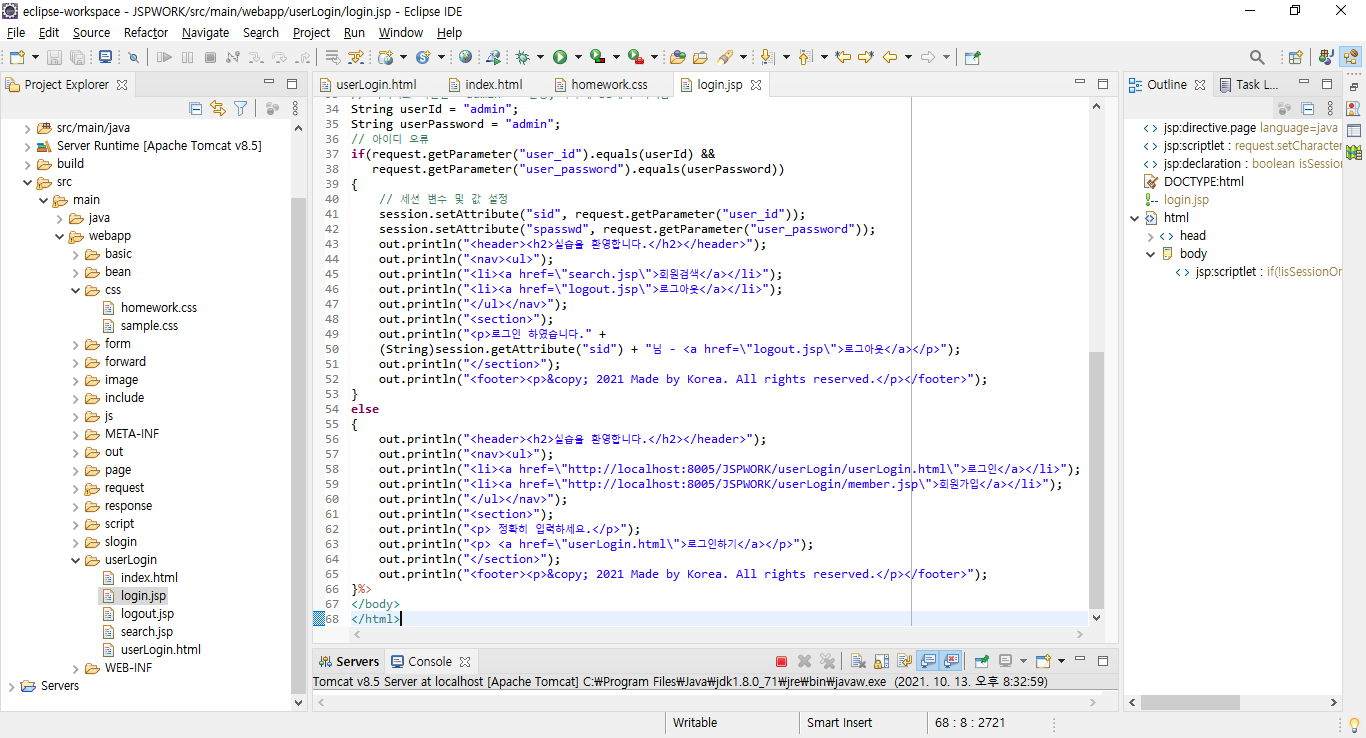 eclipse-workspace - JSPWORK/src/main/webapp/userLogin/login.jsp - Eclipse IDE
File Edit Source Refactor Navigate Search Project Run Window Help
Project Explorer
src/main/java
Server Runtime [Apache Tomcat v8.5]
build
src
main
java
webapp
basic
bean
css
homework.css
sample.css
form
forward
image
include
js
META-INF
out
page
request
response
script
slogin
userLogin
index.html
login.jsp
logout.jsp
search.jsp
userLogin.html
WEB-INF
Servers
userLogin.html index.html homework.css login.jsp
34 String userId = "admin";
35 String userPassword = "admin";
36 // 아이디 오류
37 if(request.getParameter("user_id").equals(userId) &&
38 request.getParameter("user_password").equals(userPassword))
39 {
40 // 세션 변수 및 값 설정
41 session.setAttribute("sid", request.getParameter("user_id"));
42 session.setAttribute("spasswd", request.getParameter("user_password"));
43 out.println("<header><h2>실습을 환영합니다.</h2></header>");
44 out.println("<nav><ul>");
45 out.println("<li><a href=\"search.jsp\">회원검색</a></li>");
46 out.println("<li><a href=\"logout.jsp\">로그아웃</a></li>");
47 out.println("</ul></nav>");
48 out.println("<section>");
49 out.println("<p>로그인 하였습니다." +
50 (String)session.getAttribute("sid") + "님 - <a href=\"logout.jsp\">로그아웃</a></p>");
51 out.println("</section>");
52 out.println("<footer><p>&copy; 2021 Made by Korea. All rights reserved.</p></footer>");
53 }
54 else
55 {
56 out.println("<header><h2>실습을 환영합니다.</h2></header>");
57 out.println("<nav><ul>");
58 out.println("<li><a href=\"http://localhost:8005/JSPWORK/userLogin/userLogin.html\">로그인</a></li>");
59 out.println("<li><a href=\"http://localhost:8005/JSPWORK/userLogin/member.jsp\">회원가입</a></li>");
60 out.println("</ul></nav>");
61 out.println("<section>");
62 out.println("<p> 정확히 입력하세요.</p>");
63 out.println("<p> <a href=\"userLogin.html\">로그인하기</a></p>");
64 out.println("</section>");
65 out.println("<footer><p>&copy; 2021 Made by Korea. All rights reserved.</p></footer>");
66 }%>
67 </body>
68 </html>
Servers Console
Tomcat v8.5 Server at localhost [Apache Tomcat] C:₩Program Files₩Java₩jdk1.8.0_71₩jre₩bin₩javaw.exe (2021. 10. 13. 오후 8:32:59)
Outline Task L...
jsp:directive.page language=java
jsp:scriptlet : request.setCharacter
jsp:declaration : boolean isSession
DOCTYPE:html
login.jsp
html
head
body
jsp:scriptlet : if(!isSessionOn
Writable Smart Insert 68 : 8 : 2721